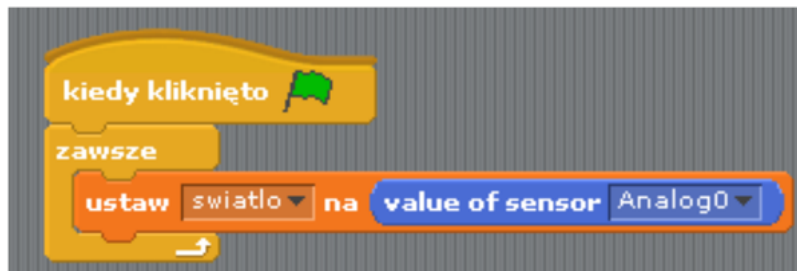 kiedy kliknięto
zawsze
ustaw swiatlo na value of sensor Analog0